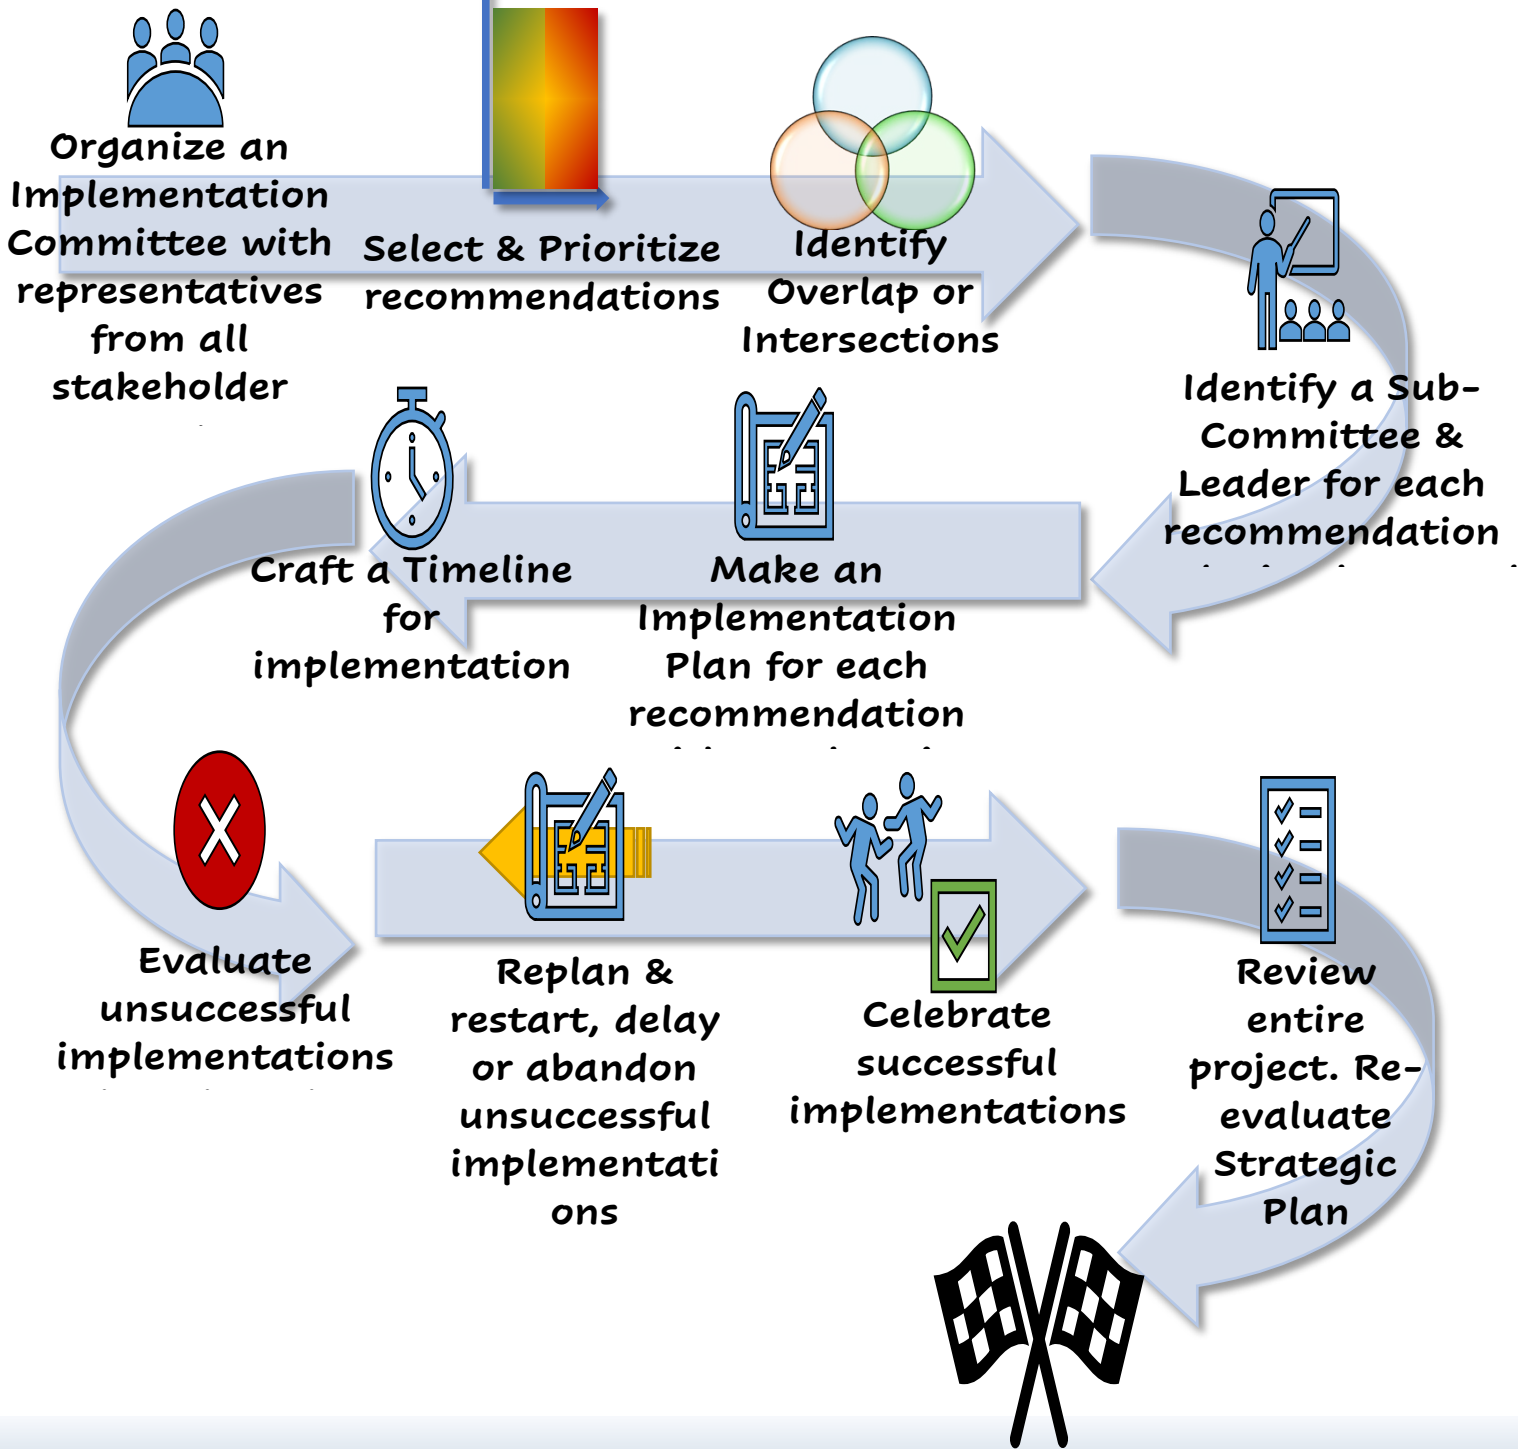 Organize an
Implementation
Committee with
representatives
from all
stakeholder
Select & Prioritize
recommendations
Identify
Overlap or
Intersections
Identify a Sub-
Committee &
Leader for each
recommendation
Make an
Implementation
Plan for each
recommendation
Craft a Timeline
for
implementation
Evaluate
unsuccessful
implementations
Replan &
restart, delay
or abandon
unsuccessful
implementati
ons
Celebrate
successful
implementations
Review
entire
project. Re-
evaluate
Strategic
Plan